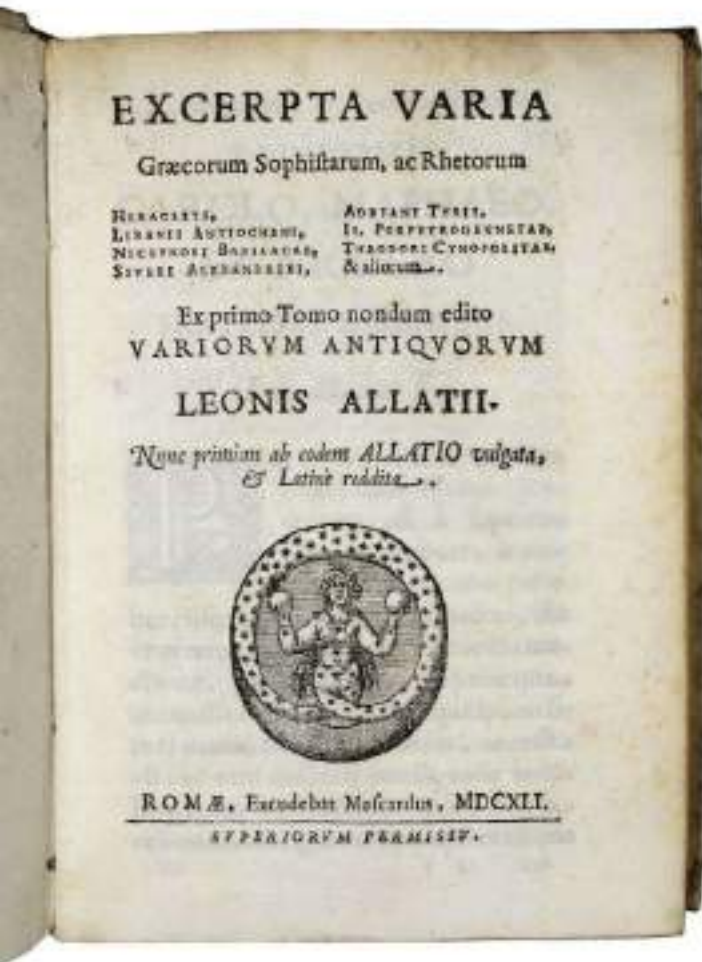 EXCERPTA VARIA
Græcorum Sophiſtarum, ac Rhetorum
HERACLITI,
LIBANII ANTIOCHENI,
NICEPHORI BASILACAE,
SEVERI ALEXANDRINI,
ADRIANI TYRII,
IS. PORPHYROGENNETAE,
THEODORI CYNOPOLITAE,
& aliorum.
Ex primo Tomo nondum edito
VARIORVM ANTIQVORVM
LEONIS ALLATII.
Nunc primùm ab eodem ALLATIO vulgata,
& Latinè reddita.
ROMÆ, Excudebat Maſcardus, MDCXLI.
SVPERIORVM PERMISSV.